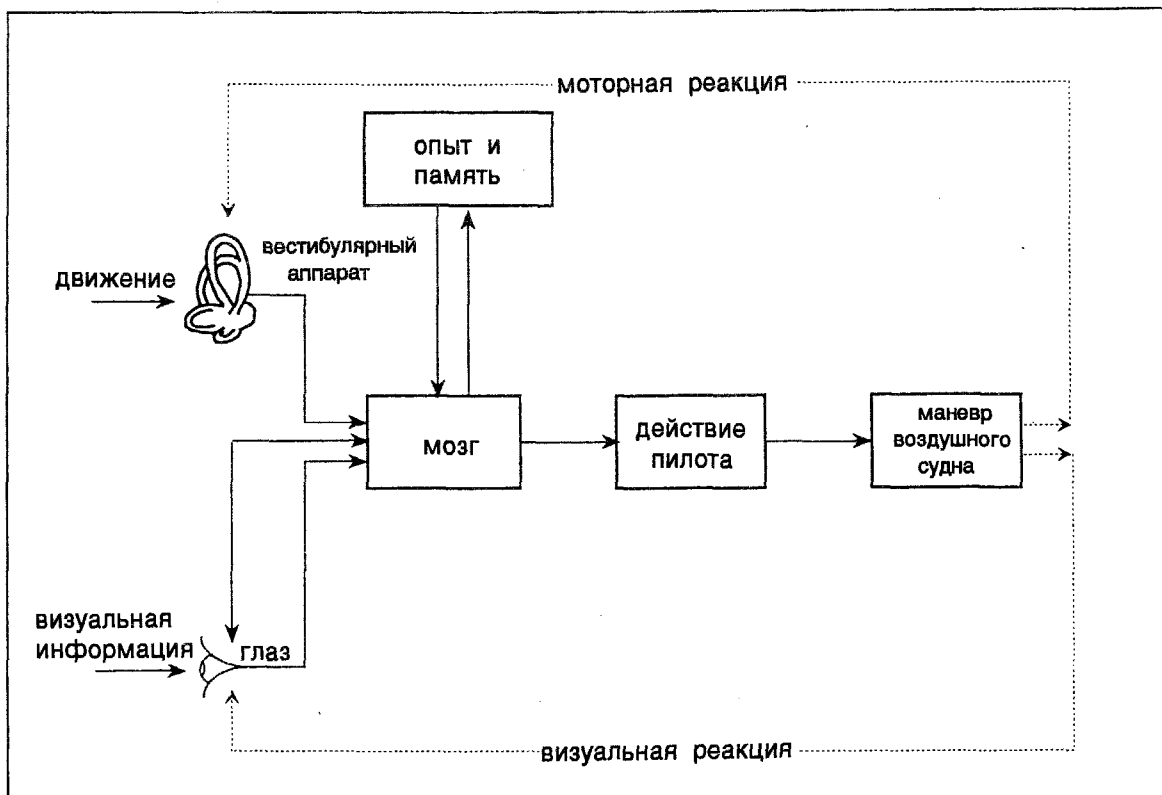 моторная реакция
опыт и
память
вестибулярный
аппарат
движение
мозг
действие
пилота
маневр
воздушного
судна
визуальная
информация
глаз
визуальная реакция